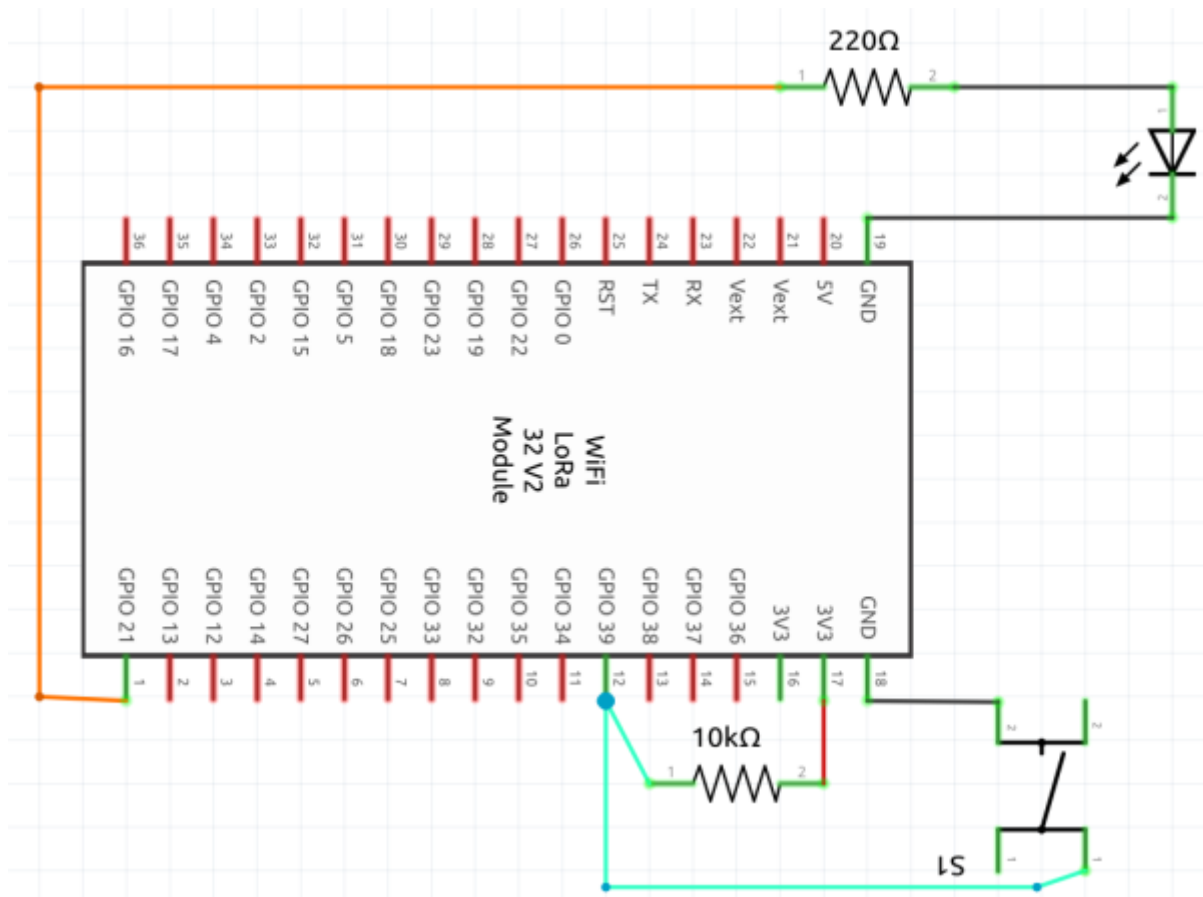 220Ω
1
2
1
2
36
35
34
33
32
31
30
29
28
27
26
25
24
23
22
21
20
19
GPIO 16
GPIO 17
GPIO 4
GPIO 2
GPIO 15
GPIO 5
GPIO 18
GPIO 23
GPIO 19
GPIO 22
GPIO 0
RST
TX
RX
Vext
Vext
5V
GND
WiFi
LoRa
32 V2
Module
GPIO 21
GPIO 13
GPIO 12
GPIO 14
GPIO 27
GPIO 26
GPIO 25
GPIO 33
GPIO 32
GPIO 35
GPIO 34
GPIO 39
GPIO 38
GPIO 37
GPIO 36
3V3
3V3
GND
1
2
3
4
5
6
7
8
9
10
11
12
13
14
15
16
17
18
10kΩ
1
2
2
2
1
1
S1